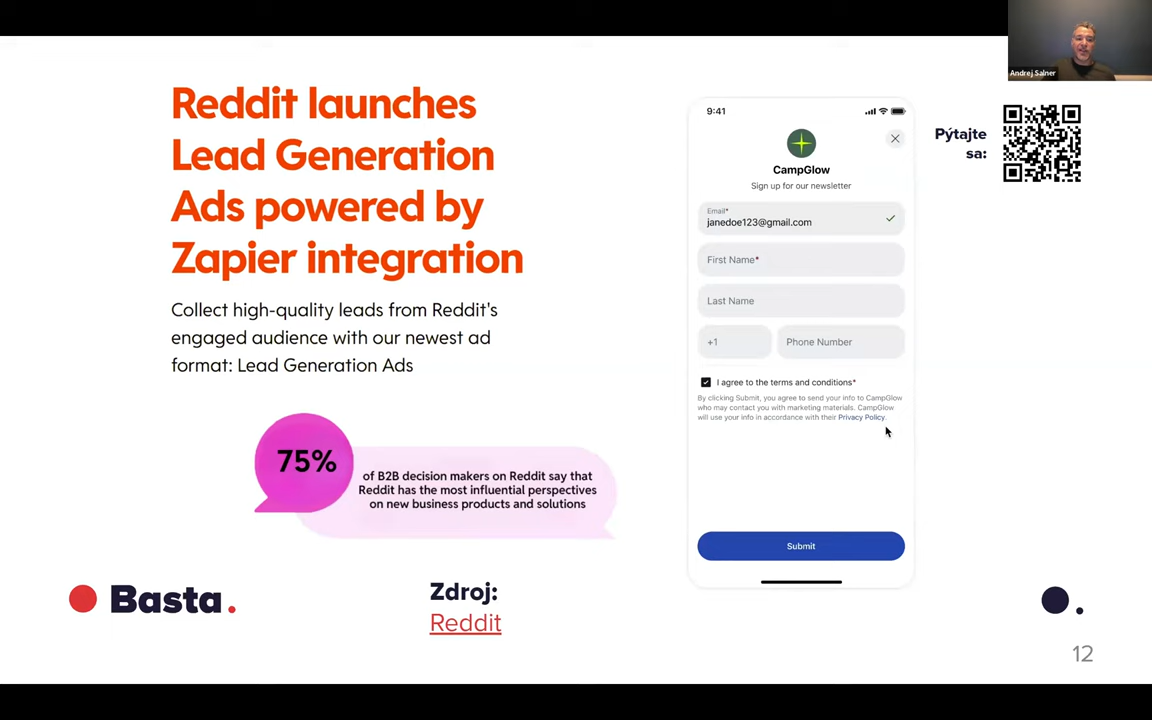 Reddit launches
Lead Generation
Ads powered by
Zapier integration
Collect high-quality leads from Reddit's
engaged audience with our newest ad
format: Lead Generation Ads
75%
of B2B decision makers on Reddit say that
Reddit has the most influential perspectives
on new business products and solutions
Basta.
Zdroj:
Reddit
9:41
CampGlow
Sign up for our newsletter
Email*
janedoe123@gmail.com
First Name*
Last Name
+1
Phone Number
I agree to the terms and conditions*
By clicking Submit, you agree to send your info to CampGlow
who may contact you with marketing materials. CampGlow
will use your info in accordance with their Privacy Policy.
Submit
Andrej Salner
Pýtajte
sa:
12